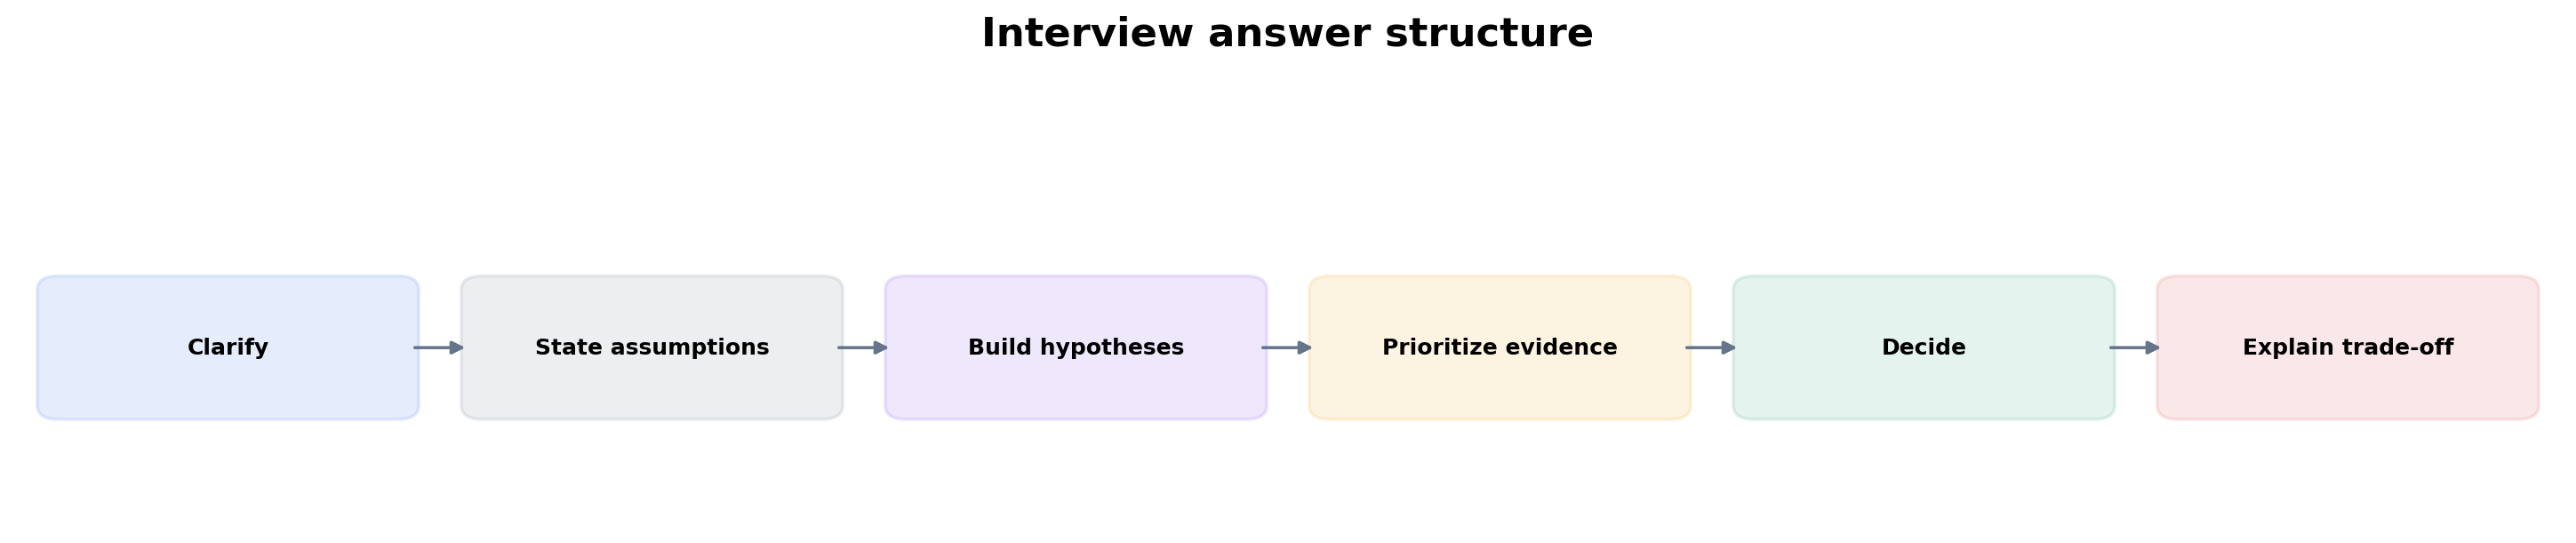 Interview answer structure
Clarify
State assumptions
Build hypotheses
Prioritize evidence
Decide
Explain trade-off